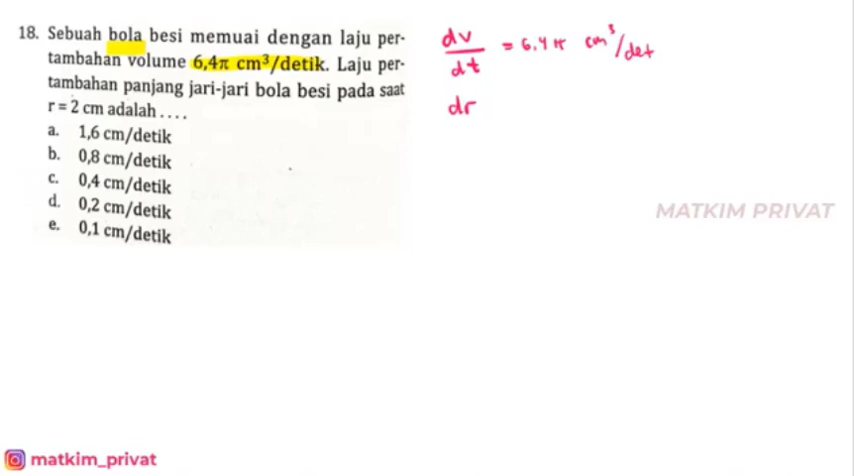 18. Sebuah bola besi memuai dengan laju per-
tambahan volume 6,4π cm³/detik. Laju per-
tambahan panjang jari-jari bola besi pada saat
r = 2 cm adalah ....
a. 1,6 cm/detik
b. 0,8 cm/detik
c. 0,4 cm/detik
d. 0,2 cm/detik
e. 0,1 cm/detik
dv
dt
= 6,4π cm³/det
dr
MATKIM PRIVAT
matkim_privat